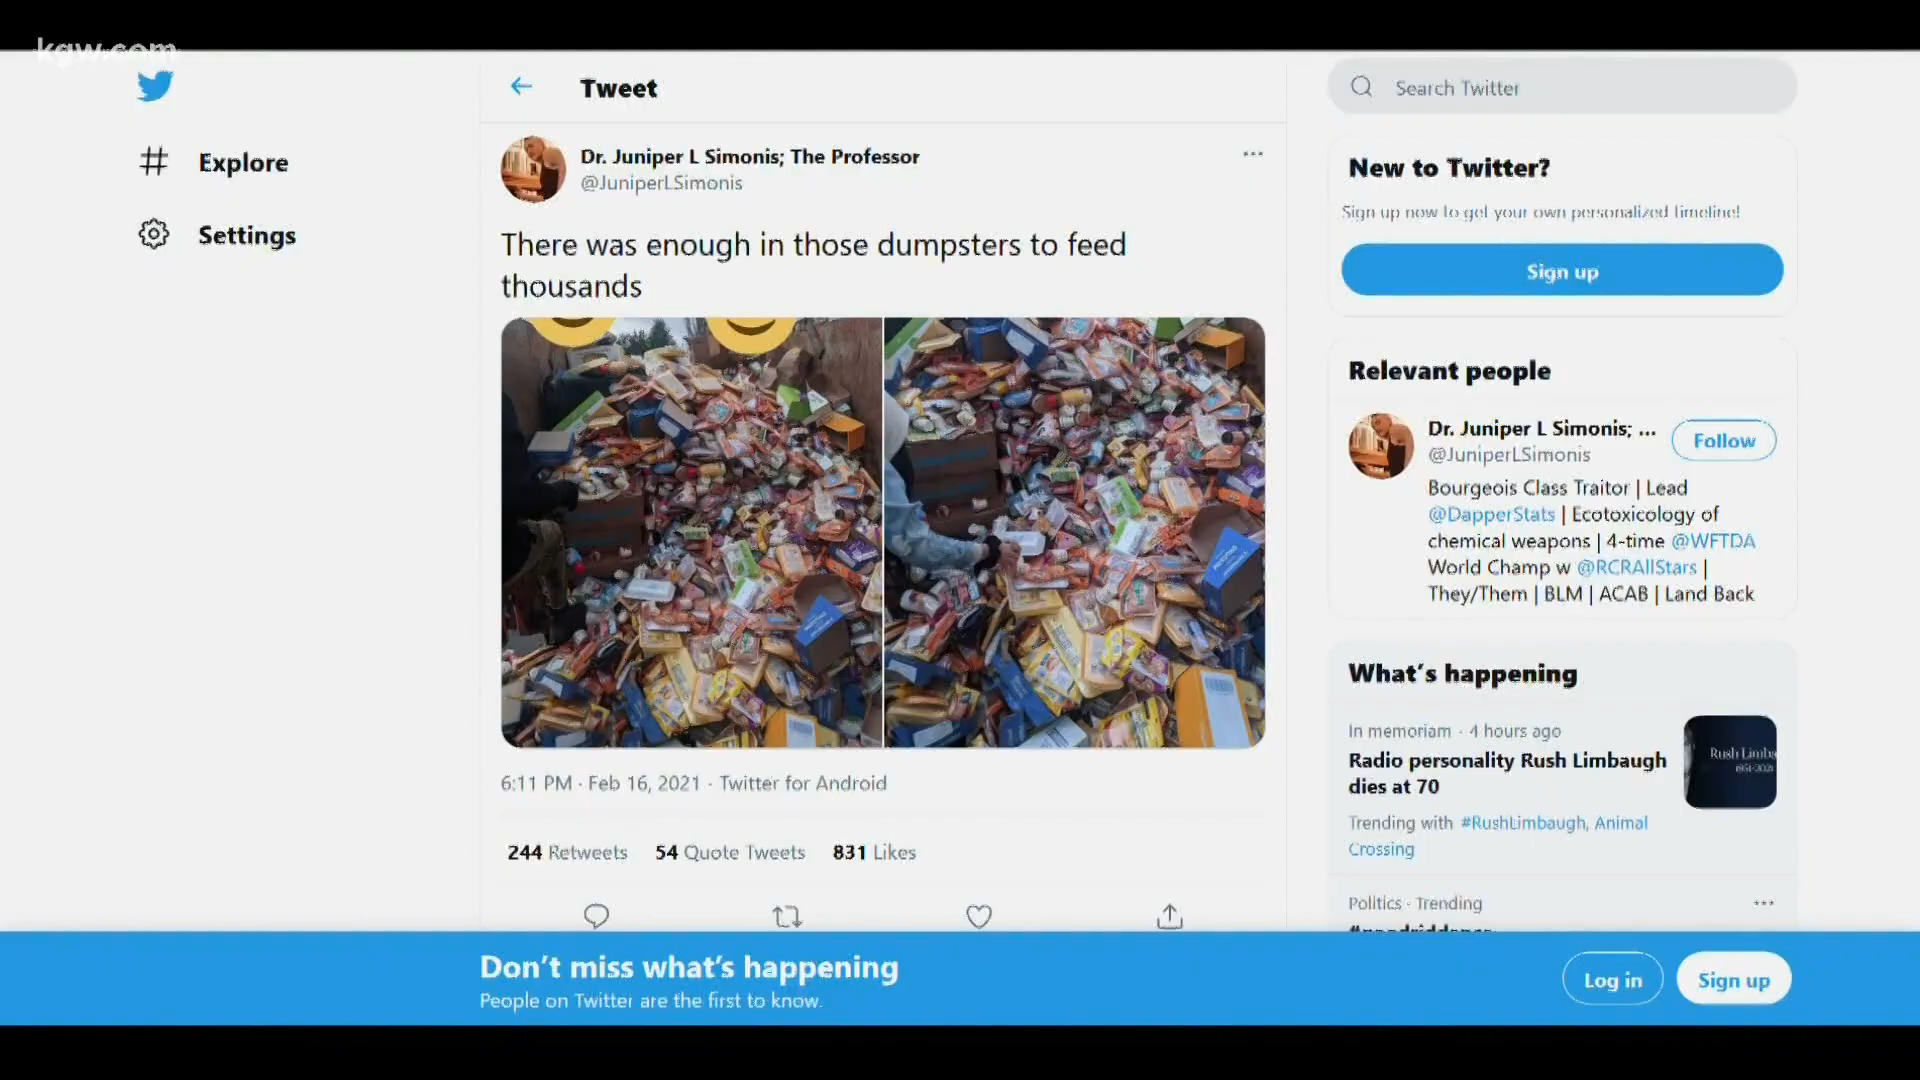 kgw.com
Explore
Settings
Tweet
Dr. Juniper L Simonis; The Professor
@JuniperLSimonis
There was enough in those dumpsters to feed
thousands
6:11 PM · Feb 16, 2021 · Twitter for Android
244 Retweets 54 Quote Tweets 831 Likes
Search Twitter
New to Twitter?
Sign up now to get your own personalized timeline!
Sign up
Relevant people
Dr. Juniper L Simonis; ...
@JuniperLSimonis
Follow
Bourgeois Class Traitor | Lead
@DapperStats | Ecotoxicology of
chemical weapons | 4-time @WFTDA
World Champ w @RCRAllStars |
They/Them | BLM | ACAB | Land Back
What's happening
In memoriam · 4 hours ago
Radio personality Rush Limbaugh
dies at 70
Rush Limba
1951-2021
Trending with #RushLimbaugh, Animal
Crossing
Politics · Trending
Don't miss what's happening
People on Twitter are the first to know.
Log in
Sign up